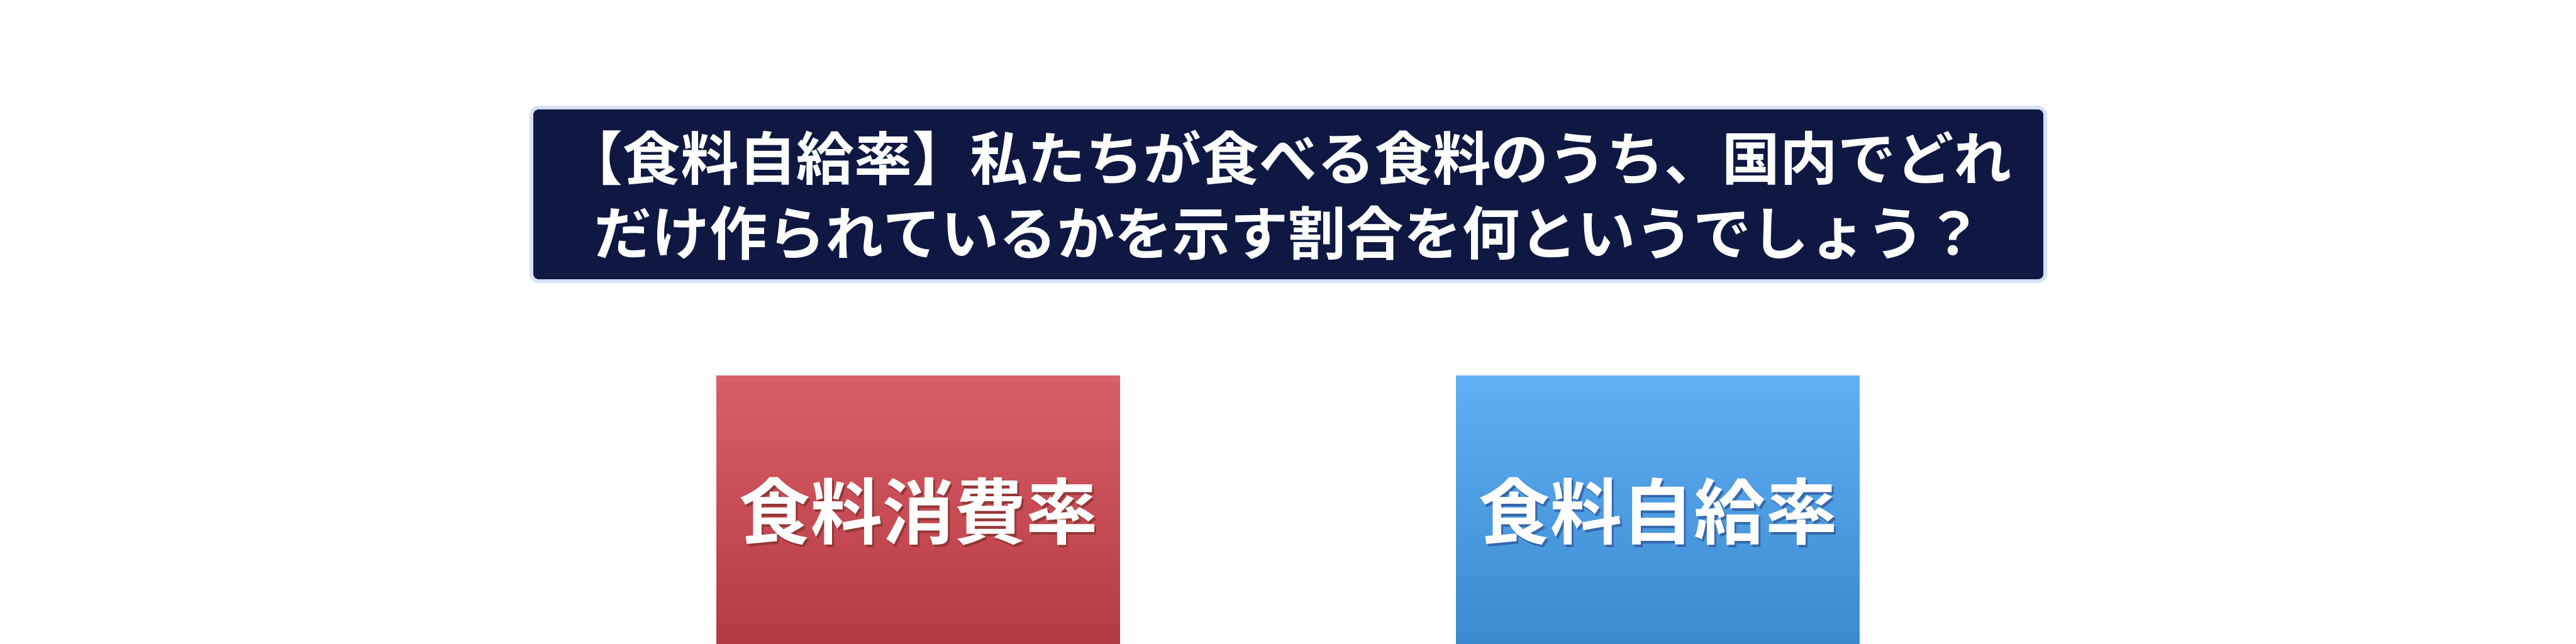 【食料自給率】私たちが食べる食料のうち、国内でどれ
だけ作られているかを示す割合を何というでしょう？
食料消費率
食料自給率